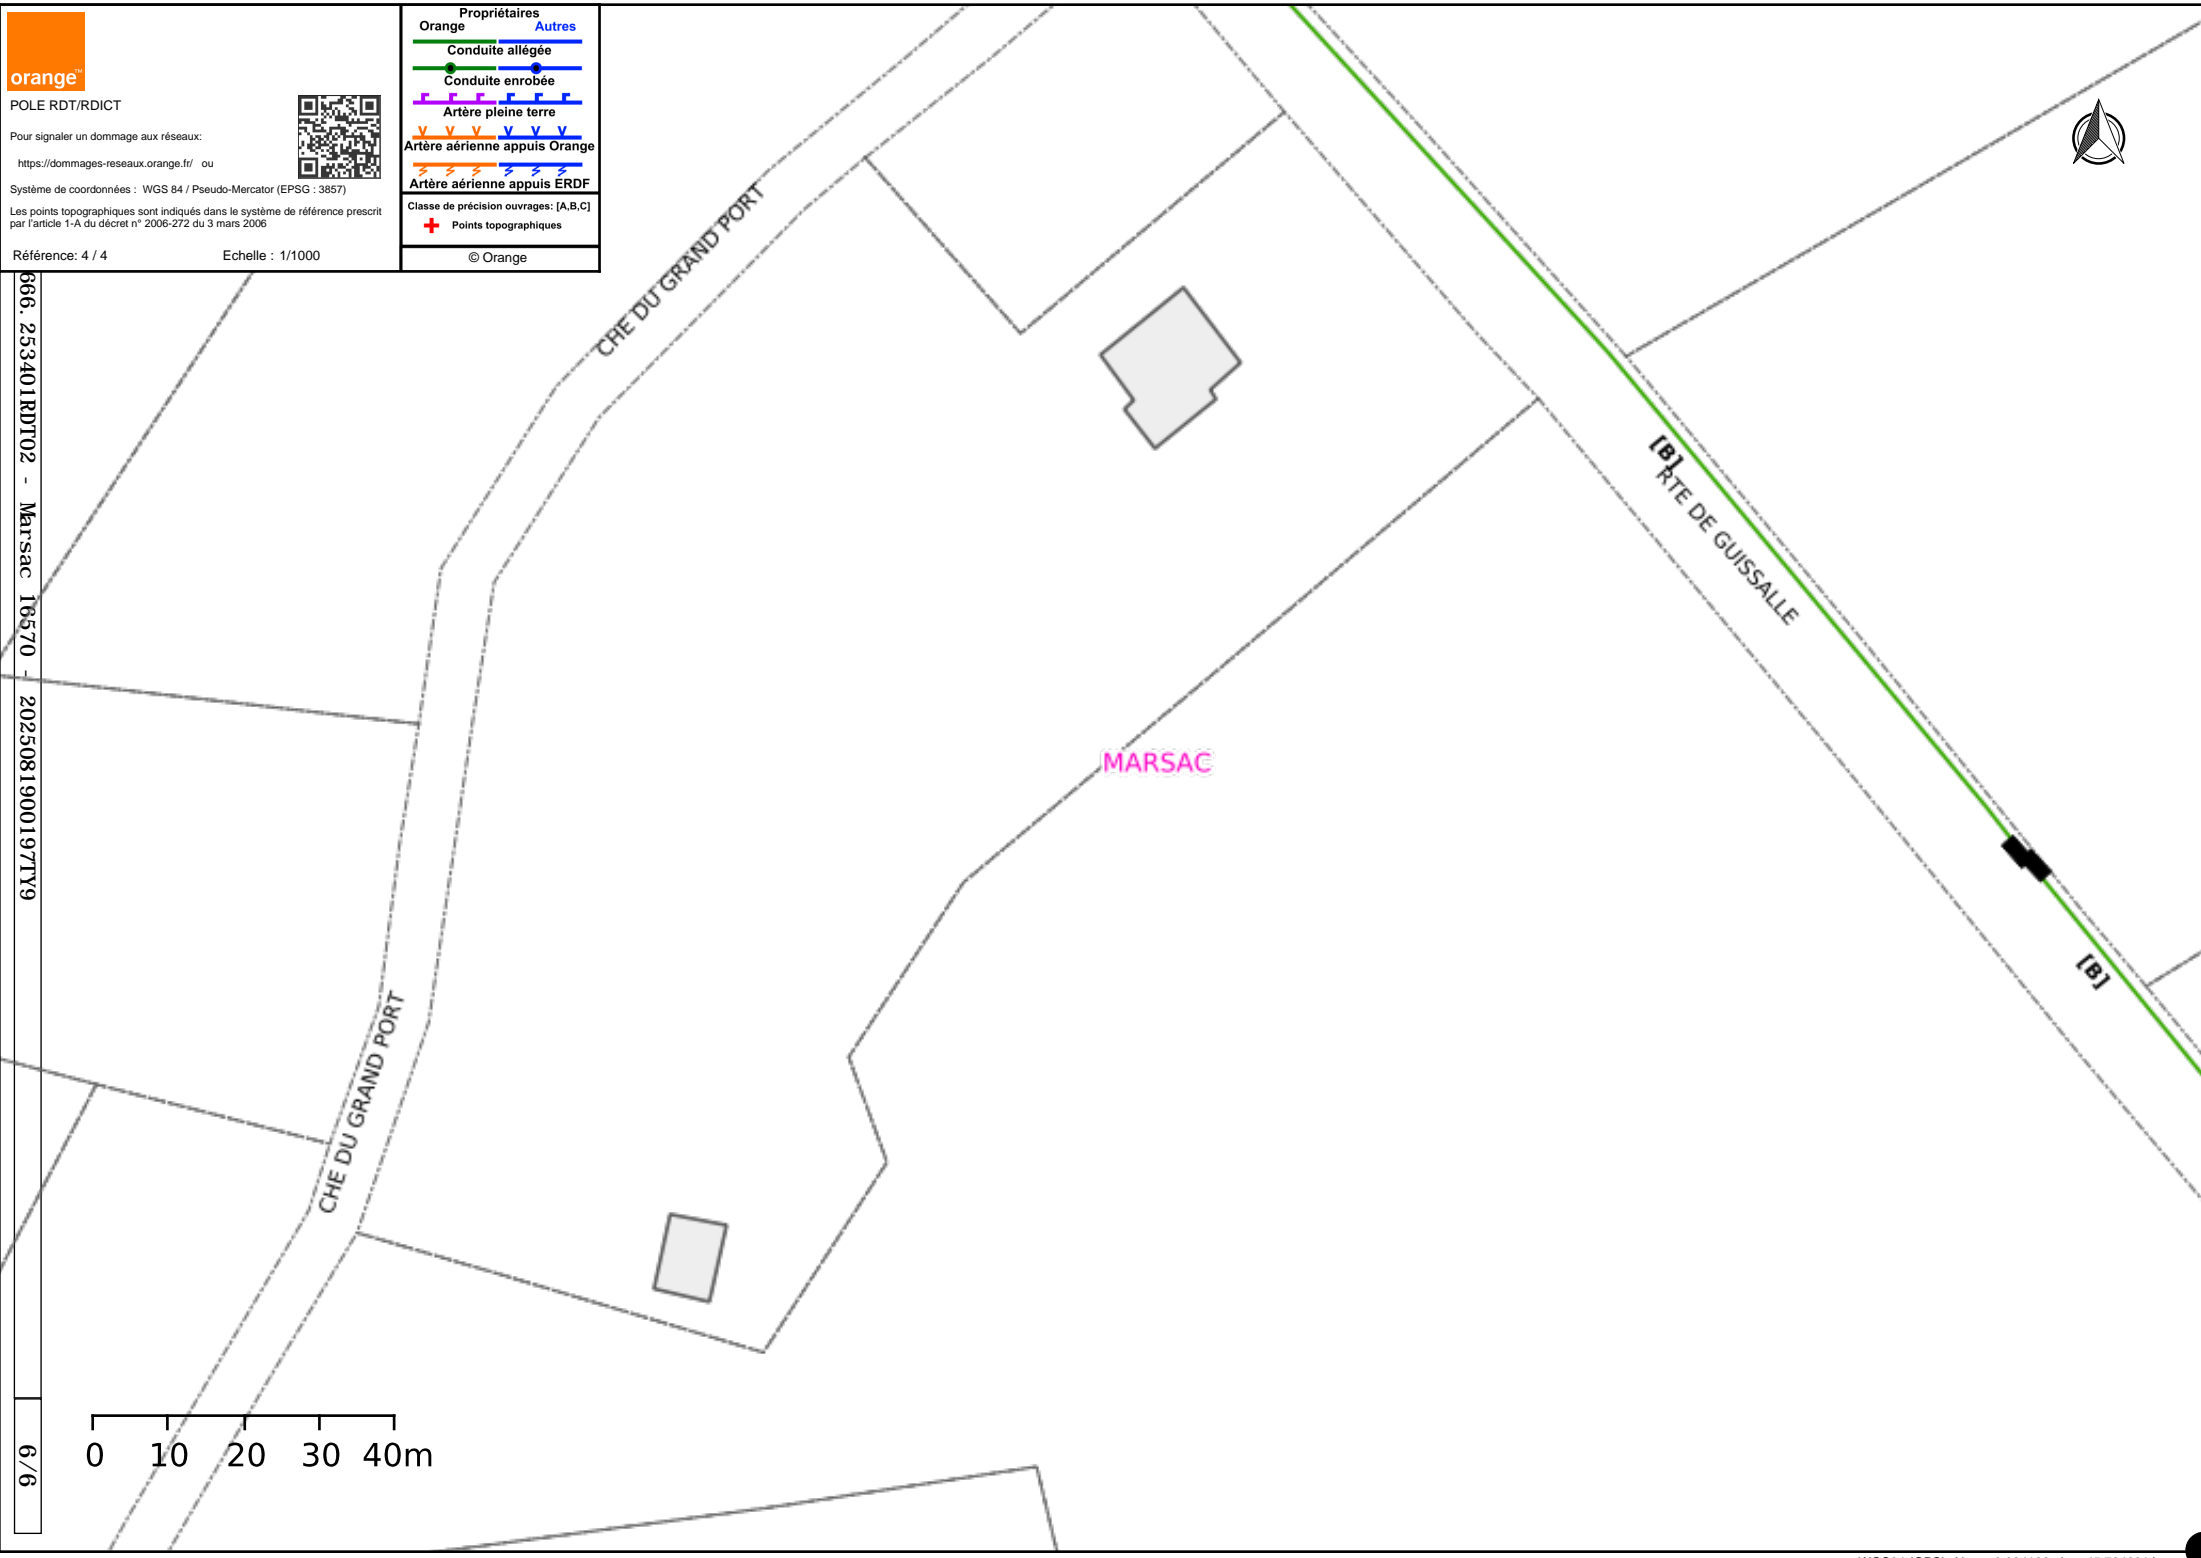 orange™
POLE RDT/RDICT
Pour signaler un dommage aux réseaux:
https://dommages-reseaux.orange.fr/ ou
Système de coordonnées : WGS 84 / Pseudo-Mercator (EPSG : 3857)
Les points topographiques sont indiqués dans le système de référence prescrit
par l'article 1-A du décret n° 2006-272 du 3 mars 2006
Référence: 4 / 4 Echelle : 1/1000
Propriétaires
Orange Autres
Conduite allégée
Conduite enrobée
Artère pleine terre
Artère aérienne appuis Orange
Artère aérienne appuis ERDF
Classe de précision ouvrages: [A,B,C]
Points topographiques
© Orange
666. 253401RDT02 - Marsac 16570 - 2025081900197TY9
6/6
CHE DU GRAND PORT
[B]
RTE DE GUISSALLE
MARSAC
[B]
CHE DU GRAND PORT
0 10 20 30 40m